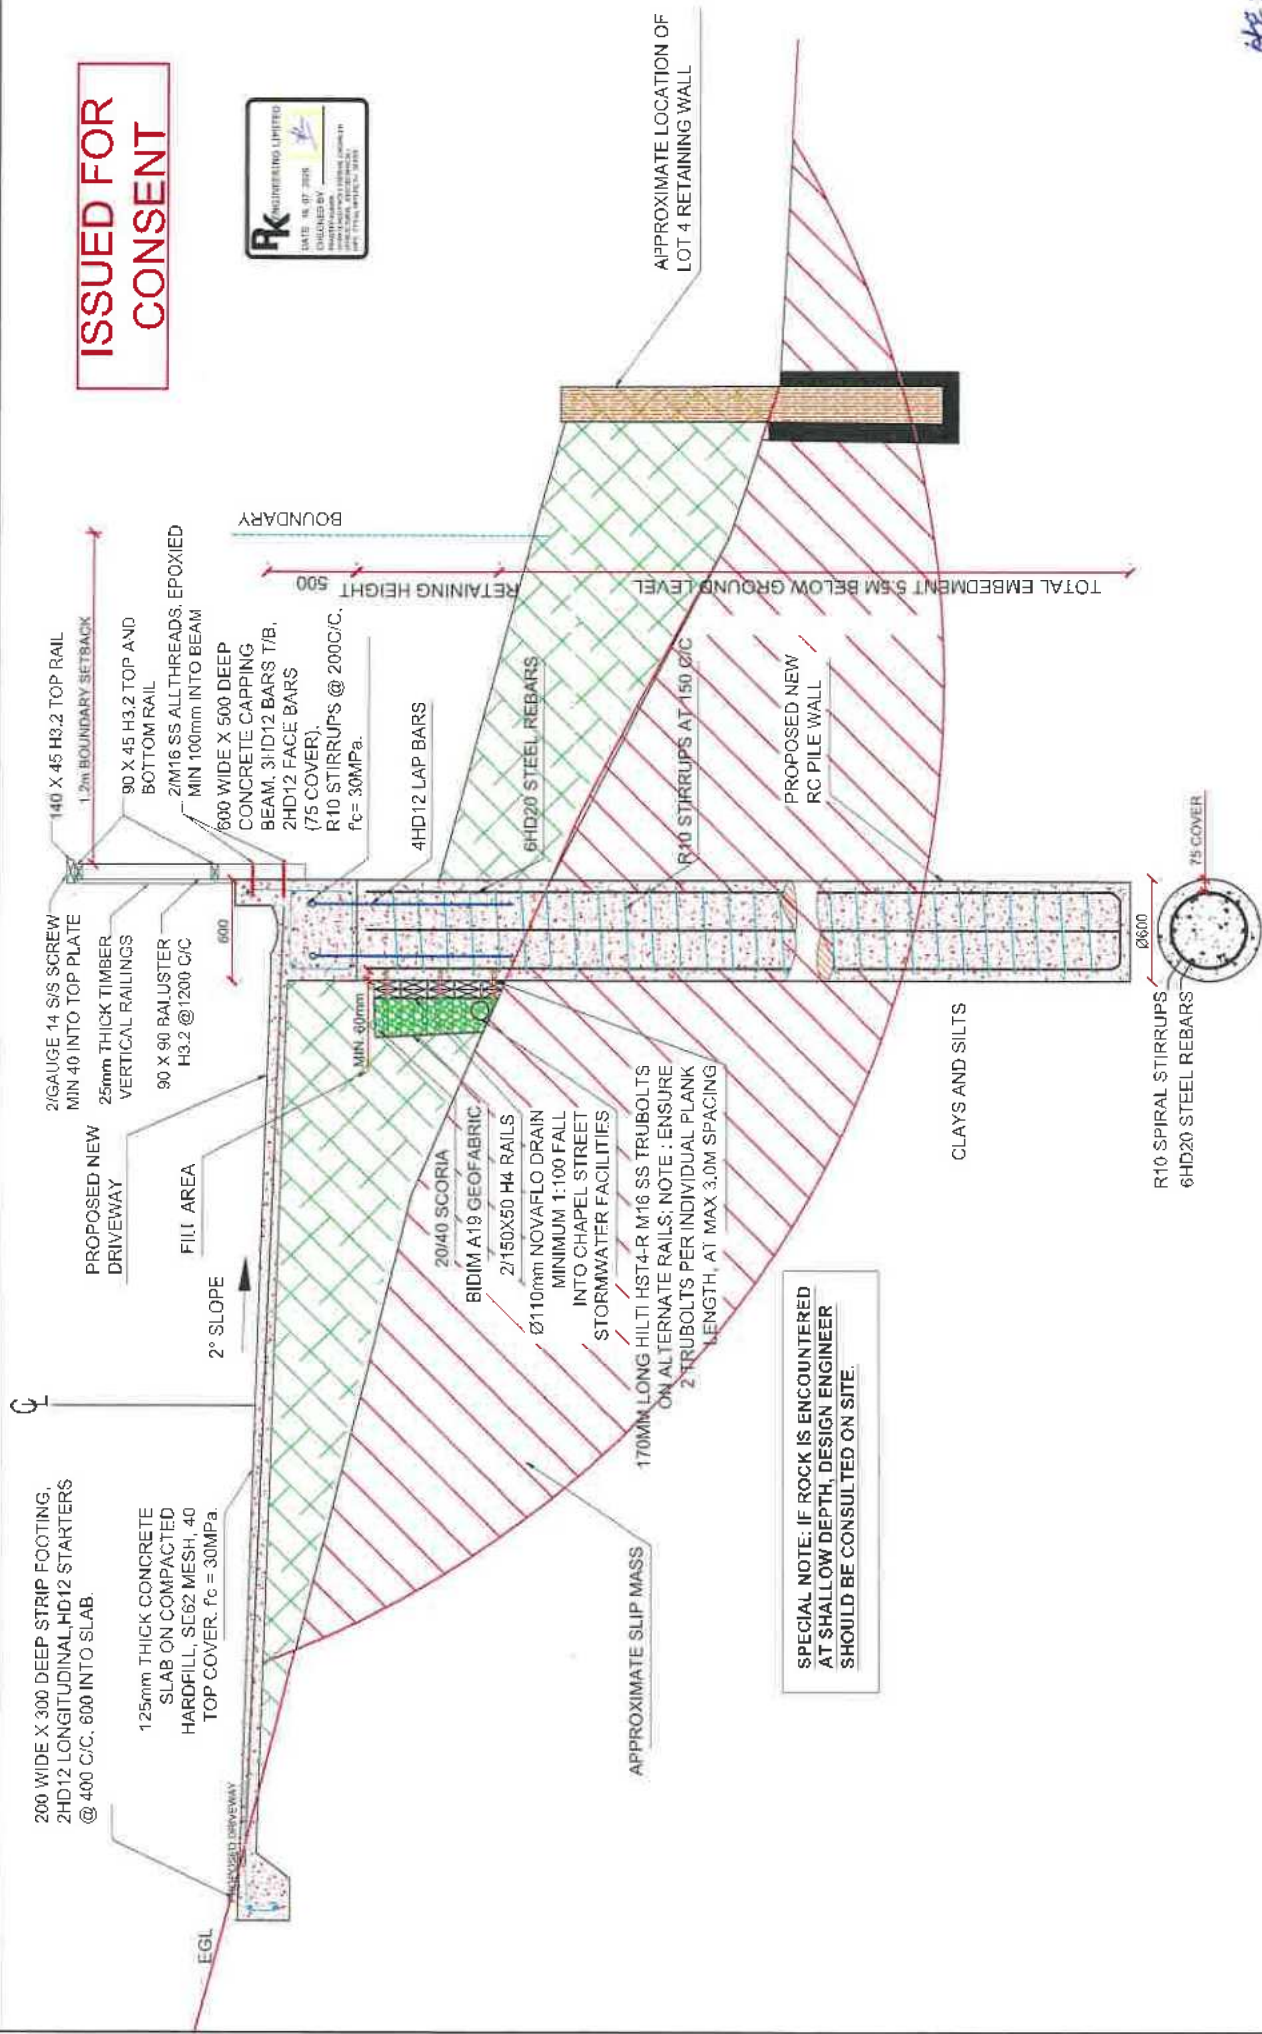 ISSUED FOR
CONSENT
RK ENGINEERING LIMITED
DATE
CHECKED BY
200 WIDE X 300 DEEP STRIP FOOTING,
2HD12 LONGITUDINAL,HD12 STARTERS
@ 400 C/C, 600 INTO SLAB.
125mm THICK CONCRETE
SLAB ON COMPACTED
HARDFILL, SE62 MESH, 40
TOP COVER. f'c = 30MPa.
EGL
PROPOSED DRIVEWAY
℄
2° SLOPE
PROPOSED NEW
DRIVEWAY
FILL AREA
2/GAUGE 14 S/S SCREW
MIN 40 INTO TOP PLATE
25mm THICK TIMBER
VERTICAL RAILINGS
90 X 90 BALUSTER
H3.2 @1200 C/C
600
140 X 45 H3.2 TOP RAIL
1.2m BOUNDARY SETBACK
90 X 45 H3.2 TOP AND
BOTTOM RAIL
2/M16 SS ALLTHREADS, EPOXIED
MIN 100mm INTO BEAM
600 WIDE X 500 DEEP
CONCRETE CAPPING
BEAM, 3HD12 BARS T/B,
2HD12 FACE BARS
(75 COVER),
R10 STIRRUPS @ 200C/C,
f'c= 30MPa.
BOUNDARY
500
RETAINING HEIGHT
TOTAL EMBEDMENT 5.5M BELOW GROUND LEVEL
4HD12 LAP BARS
6HD20 STEEL REBARS
R10 STIRRUPS AT 150 C/C
PROPOSED NEW
RC PILE WALL
APPROXIMATE LOCATION OF
LOT 4 RETAINING WALL
MIN. 60mm
20/40 SCORIA
BIDIM A19 GEOFABRIC
2/150X50 H4 RAILS
Ø110mm NOVAFLO DRAIN
MINIMUM 1:100 FALL
INTO CHAPEL STREET
STORMWATER FACILITIES
170MM LONG HILTI HST4-R M16 SS TRUBOLTS
ON ALTERNATE RAILS; NOTE : ENSURE
2 TRUBOLTS PER INDIVIDUAL PLANK
LENGTH, AT MAX 3.0M SPACING
APPROXIMATE SLIP MASS
CLAYS AND SILTS
SPECIAL NOTE: IF ROCK IS ENCOUNTERED
AT SHALLOW DEPTH, DESIGN ENGINEER
SHOULD BE CONSULTED ON SITE.
Ø600
75 COVER
R10 SPIRAL STIRRUPS
6HD20 STEEL REBARS